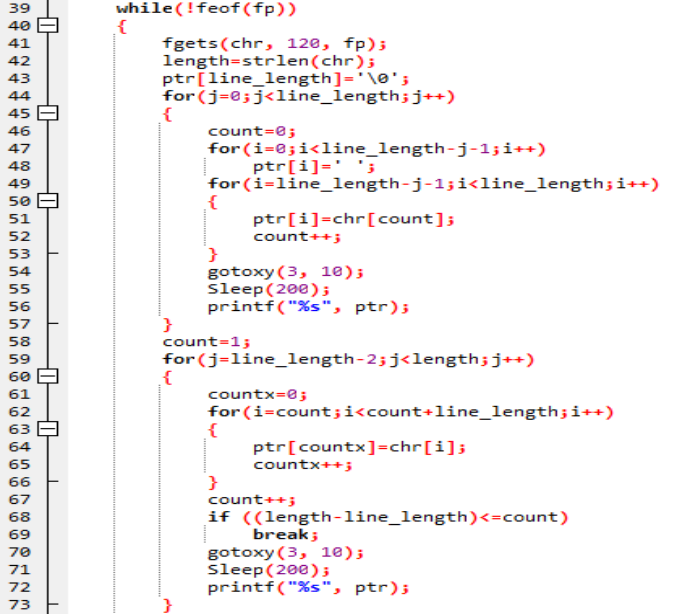 39 while(!feof(fp))
40 {
41 fgets(chr, 120, fp);
42 length=strlen(chr);
43 ptr[line_length]='\0';
44 for(j=0;j<line_length;j++)
45 {
46 count=0;
47 for(i=0;i<line_length-j-1;i++)
48 ptr[i]=' ';
49 for(i=line_length-j-1;i<line_length;i++)
50 {
51 ptr[i]=chr[count];
52 count++;
53 }
54 gotoxy(3, 10);
55 Sleep(200);
56 printf("%s", ptr);
57 }
58 count=1;
59 for(j=line_length-2;j<length;j++)
60 {
61 countx=0;
62 for(i=count;i<count+line_length;i++)
63 {
64 ptr[countx]=chr[i];
65 countx++;
66 }
67 count++;
68 if ((length-line_length)<=count)
69 break;
70 gotoxy(3, 10);
71 Sleep(200);
72 printf("%s", ptr);
73 }